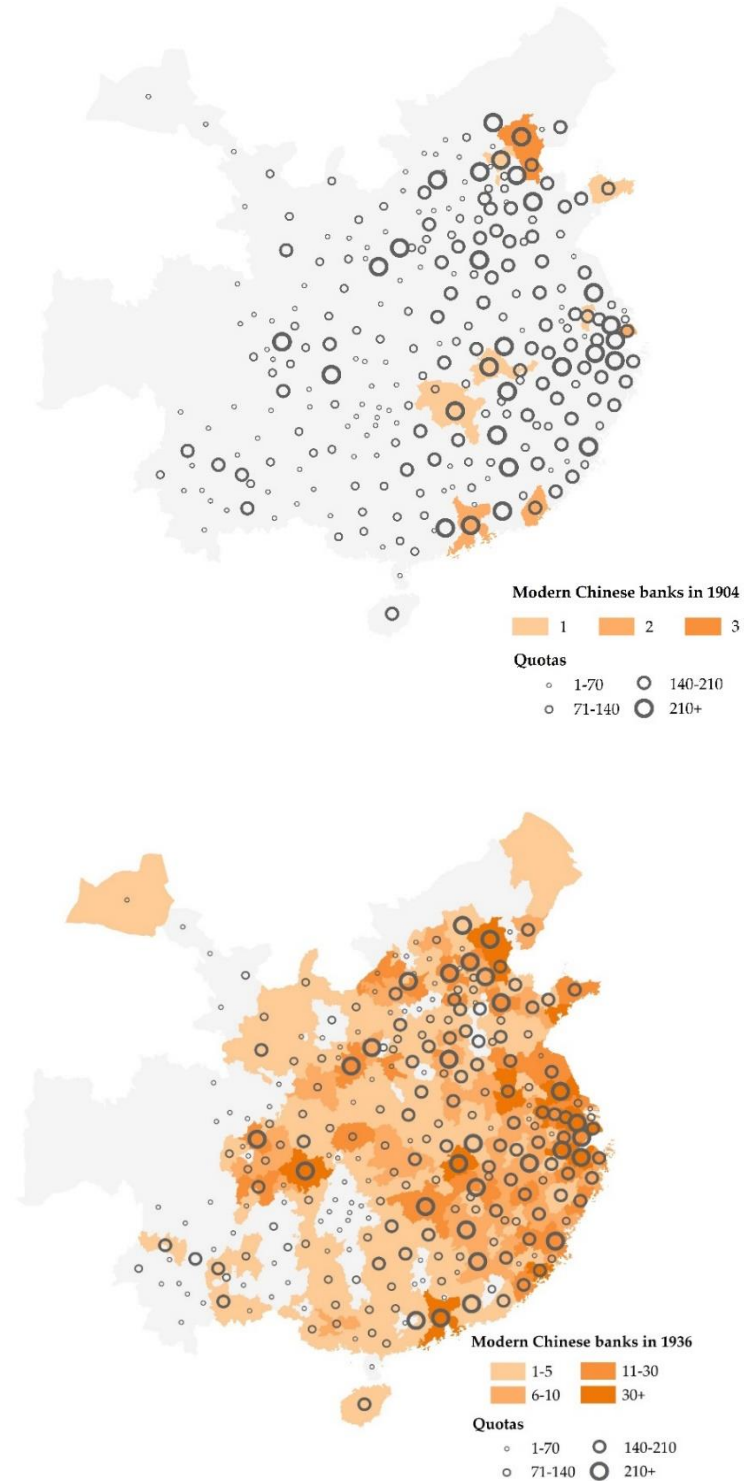 Modern Chinese banks in 1904
1 2 3
Quotas
1-70 140-210
71-140 210+
Modern Chinese banks in 1936
1-5 11-30
6-10 30+
Quotas
1-70 140-210
71-140 210+